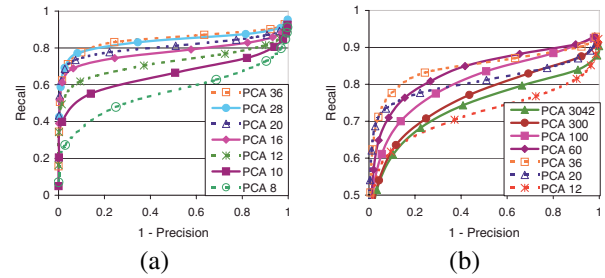 Recall
1
0.8
0.6
0.4
0.2
0
0 0.2 0.4 0.6 0.8 1
1 - Precision
PCA 36
PCA 28
PCA 20
PCA 16
PCA 12
PCA 10
PCA 8
(a)
Recall
1
0.9
0.8
0.7
0.6
0.5
0 0.2 0.4 0.6 0.8 1
1 - Precision
PCA 3042
PCA 300
PCA 100
PCA 60
PCA 36
PCA 20
PCA 12
(b)